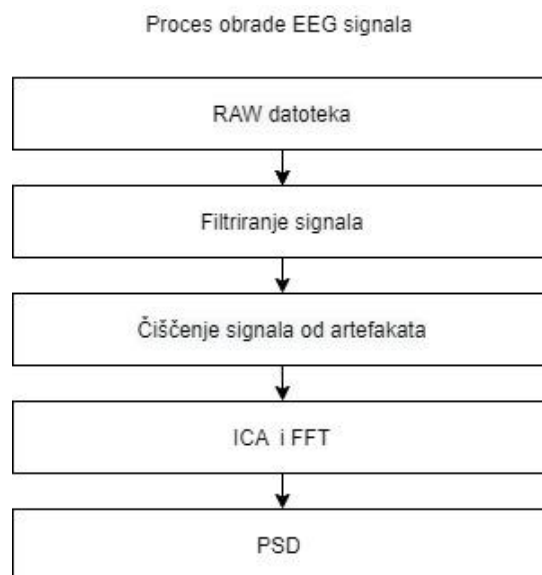 Proces obrade EEG signala
RAW datoteka
Filtriranje signala
Čiščenje signala od artefakata
ICA i FFT
PSD